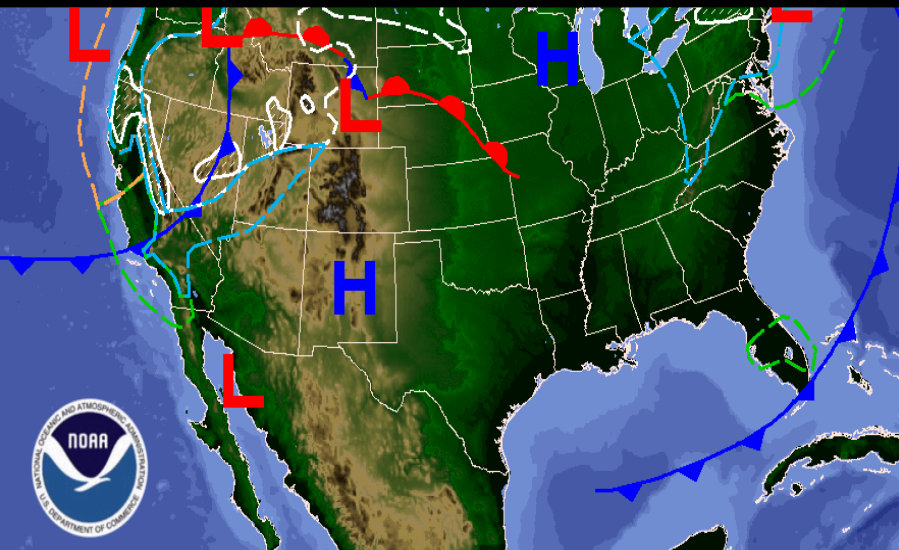 L
L
L
H
L
H
L
NOAA
NATIONAL OCEANIC AND ATMOSPHERIC ADMINISTRATION
U.S. DEPARTMENT OF COMMERCE